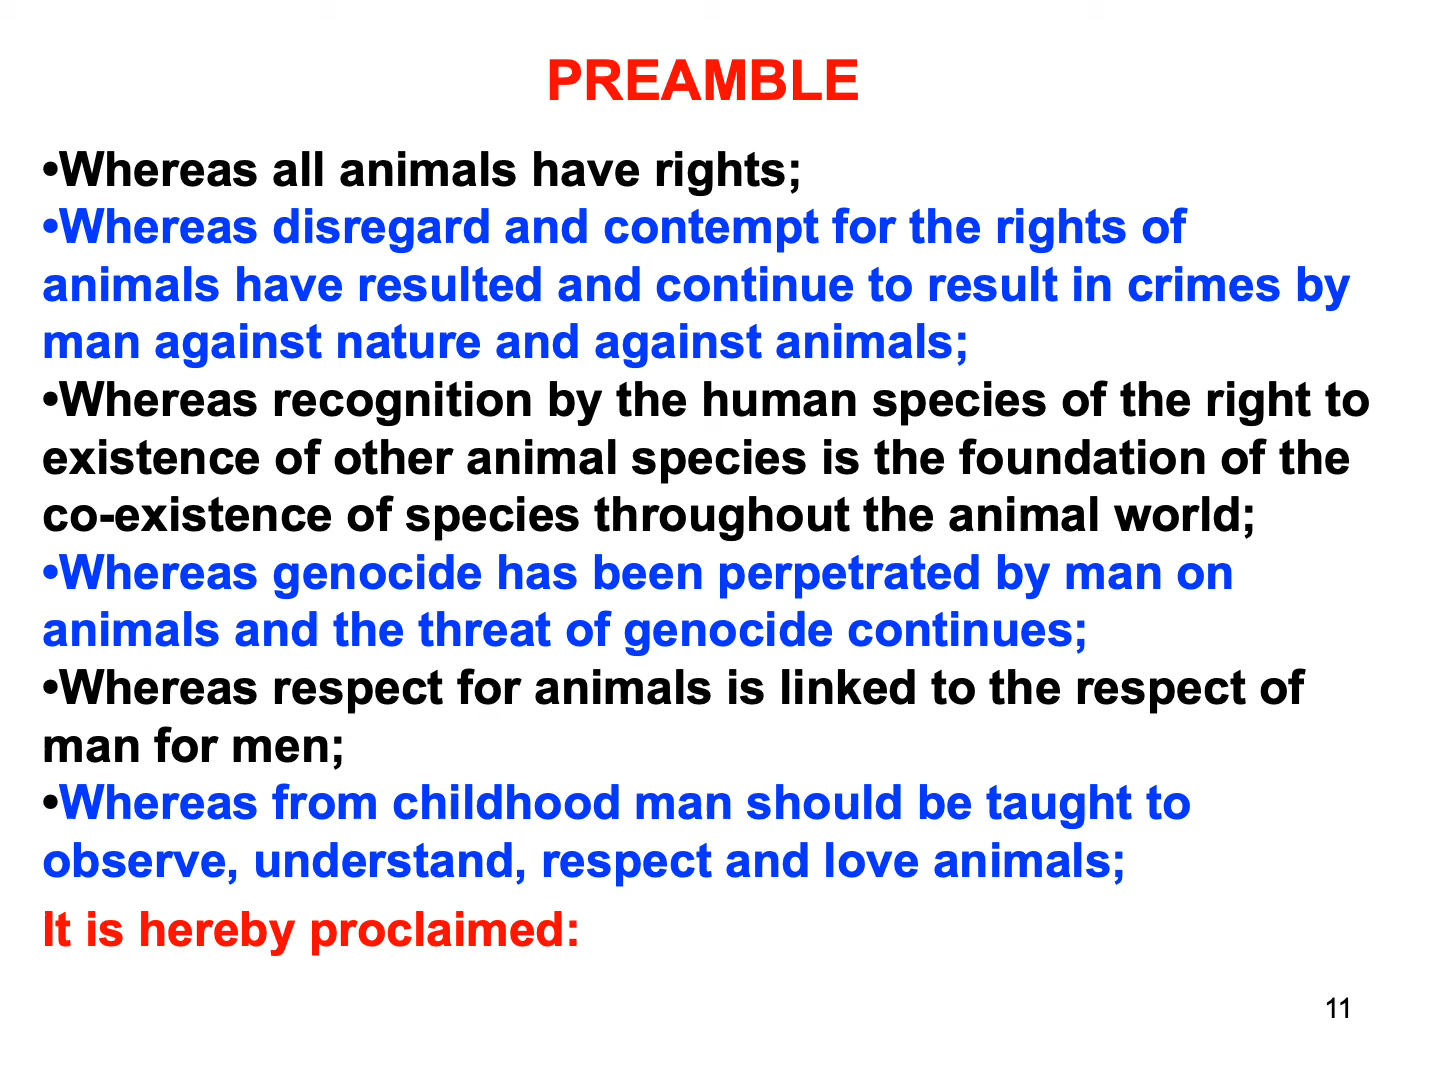 PREAMBLE
•Whereas all animals have rights;
•Whereas disregard and contempt for the rights of
animals have resulted and continue to result in crimes by
man against nature and against animals;
•Whereas recognition by the human species of the right to
existence of other animal species is the foundation of the
co-existence of species throughout the animal world;
•Whereas genocide has been perpetrated by man on
animals and the threat of genocide continues;
•Whereas respect for animals is linked to the respect of
man for men;
•Whereas from childhood man should be taught to
observe, understand, respect and love animals;
It is hereby proclaimed:
11